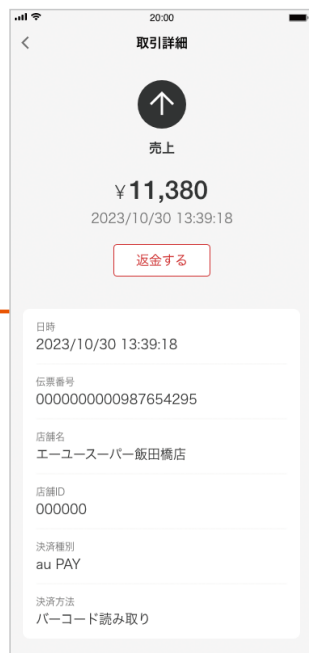 20:00
取引詳細
売上
¥11,380
2023/10/30 13:39:18
返金する
日時
2023/10/30 13:39:18
伝票番号
0000000000987654295
店舗名
エーユースーパー飯田橋店
店舗ID
000000
決済種別
au PAY
決済方法
バーコード読み取り